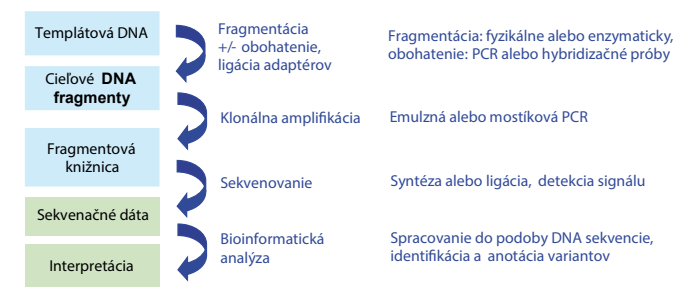 Templátová DNA
Fragmentácia
+/- obohatenie,
ligácia adaptérov
Fragmentácia: fyzikálne alebo enzymaticky,
obohatenie: PCR alebo hybridizačné próby
Cieľové DNA
fragmenty
Klonálna amplifikácia
Emulzná alebo mostíková PCR
Fragmentová
knižnica
Sekvenovanie
Syntéza alebo ligácia, detekcia signálu
Sekvenačné dáta
Bioinformatická
analýza
Spracovanie do podoby DNA sekvencie,
identifikácia a anotácia variantov
Interpretácia